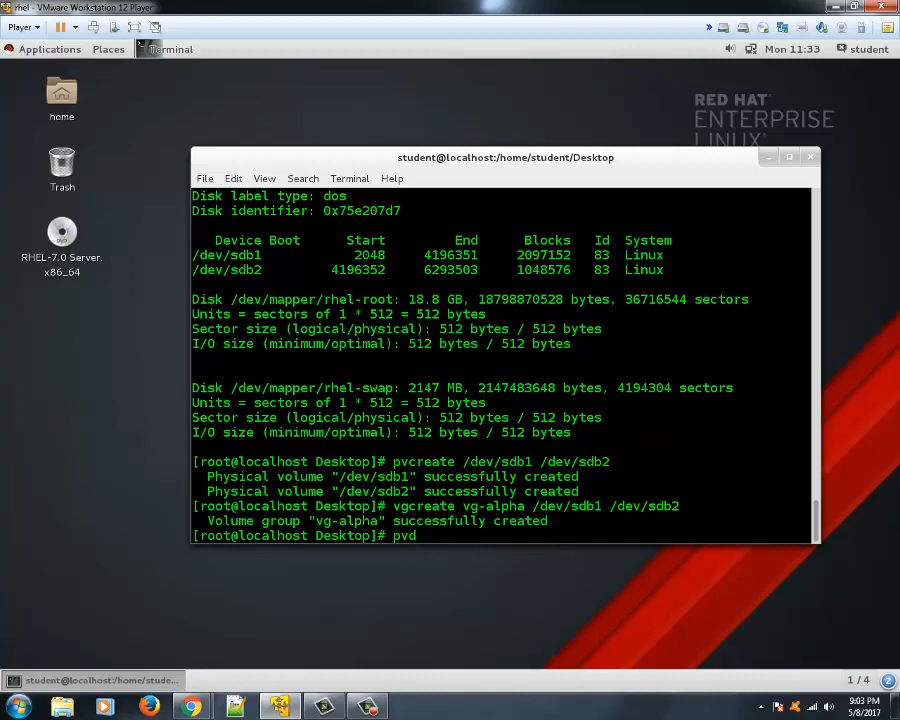 rhel - VMware Workstation 12 Player
Player
Applications Places Terminal
Mon 11:33 student
home
Trash
RHEL-7.0 Server.
x86_64
RED HAT
ENTERPRISE
LINUX
student@localhost:/home/student/Desktop
File Edit View Search Terminal Help
Disk label type: dos
Disk identifier: 0x75e207d7
Device Boot Start End Blocks Id System
/dev/sdb1 2048 4196351 2097152 83 Linux
/dev/sdb2 4196352 6293503 1048576 83 Linux
Disk /dev/mapper/rhel-root: 18.8 GB, 18798870528 bytes, 36716544 sectors
Units = sectors of 1 * 512 = 512 bytes
Sector size (logical/physical): 512 bytes / 512 bytes
I/O size (minimum/optimal): 512 bytes / 512 bytes
Disk /dev/mapper/rhel-swap: 2147 MB, 2147483648 bytes, 4194304 sectors
Units = sectors of 1 * 512 = 512 bytes
Sector size (logical/physical): 512 bytes / 512 bytes
I/O size (minimum/optimal): 512 bytes / 512 bytes
[root@localhost Desktop]# pvcreate /dev/sdb1 /dev/sdb2
Physical volume "/dev/sdb1" successfully created
Physical volume "/dev/sdb2" successfully created
[root@localhost Desktop]# vgcreate vg-alpha /dev/sdb1 /dev/sdb2
Volume group "vg-alpha" successfully created
[root@localhost Desktop]# pvd
student@localhost:/home/stude...
1 / 4
2
9:03 PM
5/8/2017